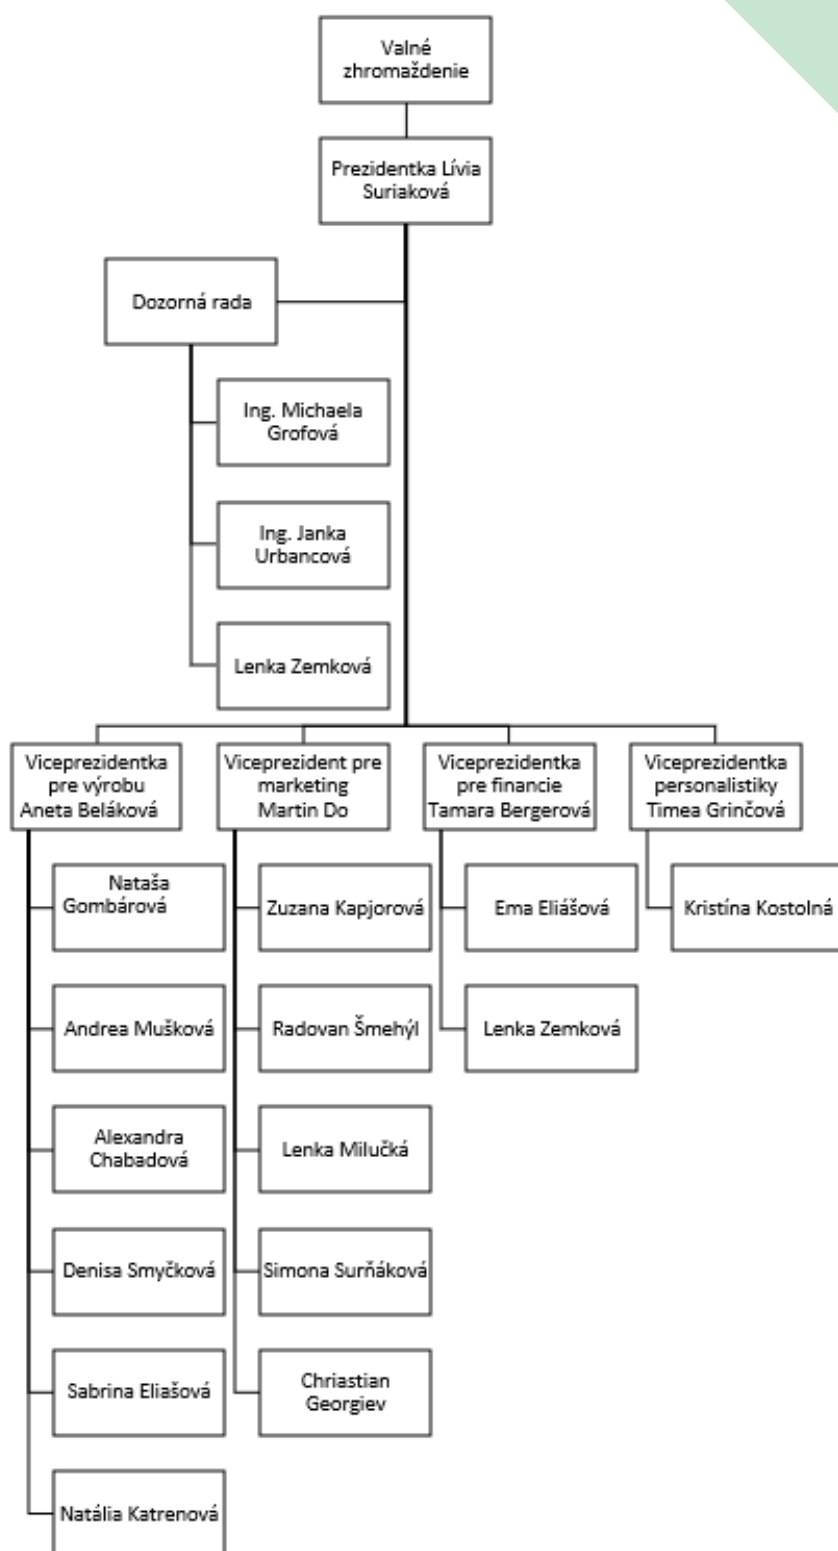 Valné
zhromaždenie
Prezidentka Lívia
Suriaková
Dozorná rada
Ing. Michaela
Grofová
Ing. Janka
Urbancová
Lenka Zemková
Viceprezidentka
pre výrobu
Aneta Beláková
Nataša
Gombárová
Andrea Mušková
Alexandra
Chabadová
Denisa Smyčková
Sabrina Eliašová
Natália Katrenová
Viceprezident pre
marketing
Martin Do
Zuzana Kapjorová
Radovan Šmehýl
Lenka Milučká
Simona Surňáková
Chriastian
Georgiev
Viceprezidentka
pre financie
Tamara Bergerová
Ema Eliášová
Lenka Zemková
Viceprezidentka
personalistiky
Timea Grinčová
Kristína Kostolná